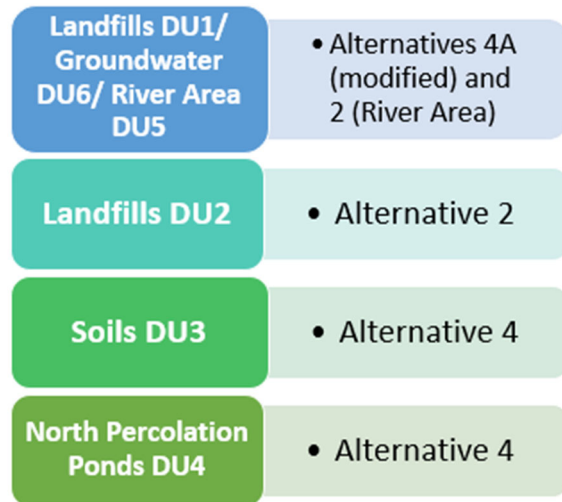 Landfills DU1/
Groundwater
DU6/ River Area
DU5
• Alternatives 4A
(modified) and
2 (River Area)
Landfills DU2
• Alternative 2
Soils DU3
• Alternative 4
North Percolation
Ponds DU4
• Alternative 4